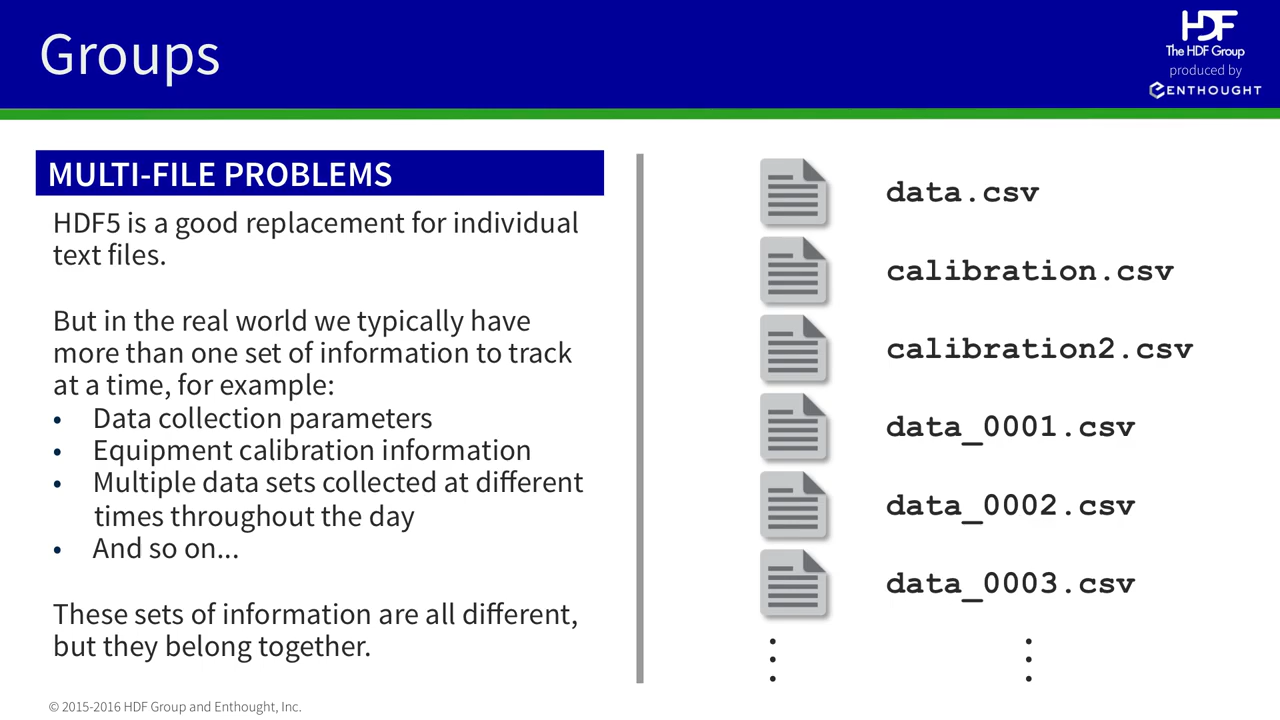 Groups
HDF
The HDF Group
produced by
ENTHOUGHT
MULTI-FILE PROBLEMS
HDF5 is a good replacement for individual
text files.
But in the real world we typically have
more than one set of information to track
at a time, for example:
• Data collection parameters
• Equipment calibration information
• Multiple data sets collected at different
times throughout the day
• And so on...
These sets of information are all different,
but they belong together.
data.csv
calibration.csv
calibration2.csv
data_0001.csv
data_0002.csv
data_0003.csv
© 2015-2016 HDF Group and Enthought, Inc.